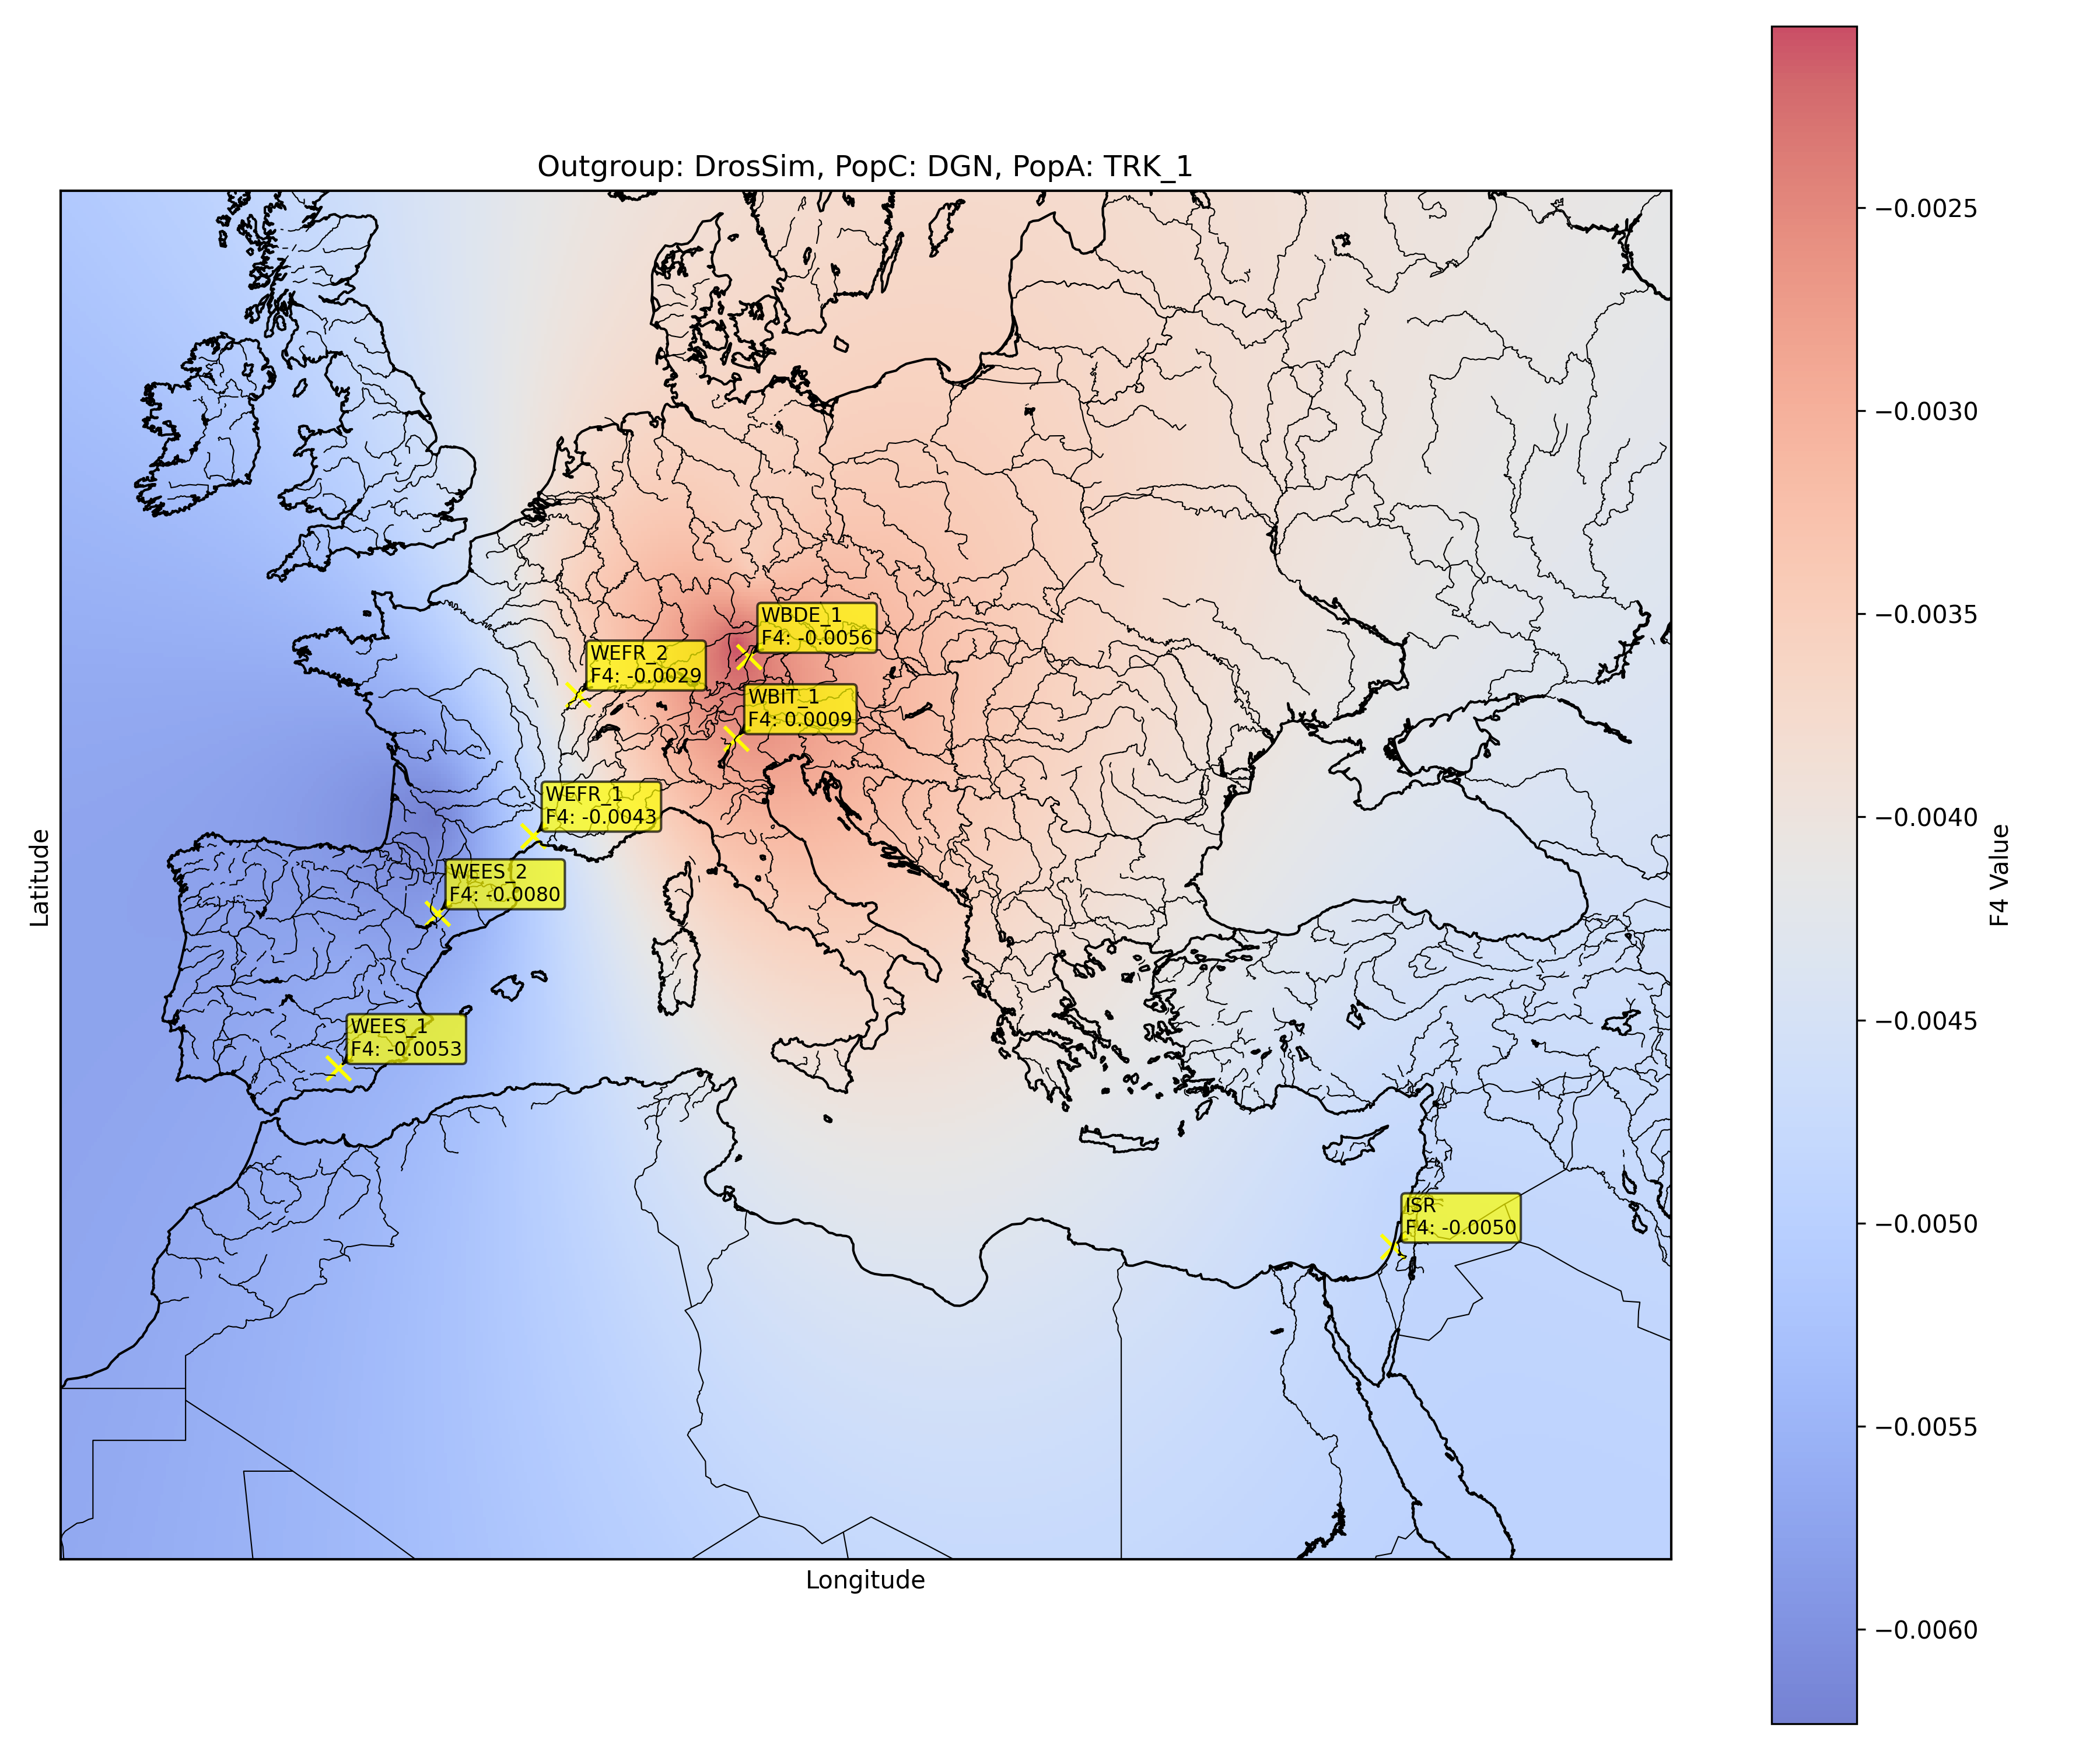 Outgroup: DrosSim, PopC: DGN, PopA: TRK_1
WBDE_1
F4: -0.0056
WEFR_2
F4: -0.0029
WBIT_1
F4: 0.0009
WEFR_1
F4: -0.0043
WEES_2
F4: -0.0080
WEES_1
F4: -0.0053
ISR
F4: -0.0050
Latitude
Longitude
−0.0025
−0.0030
−0.0035
−0.0040
−0.0045
−0.0050
−0.0055
−0.0060
F4 Value